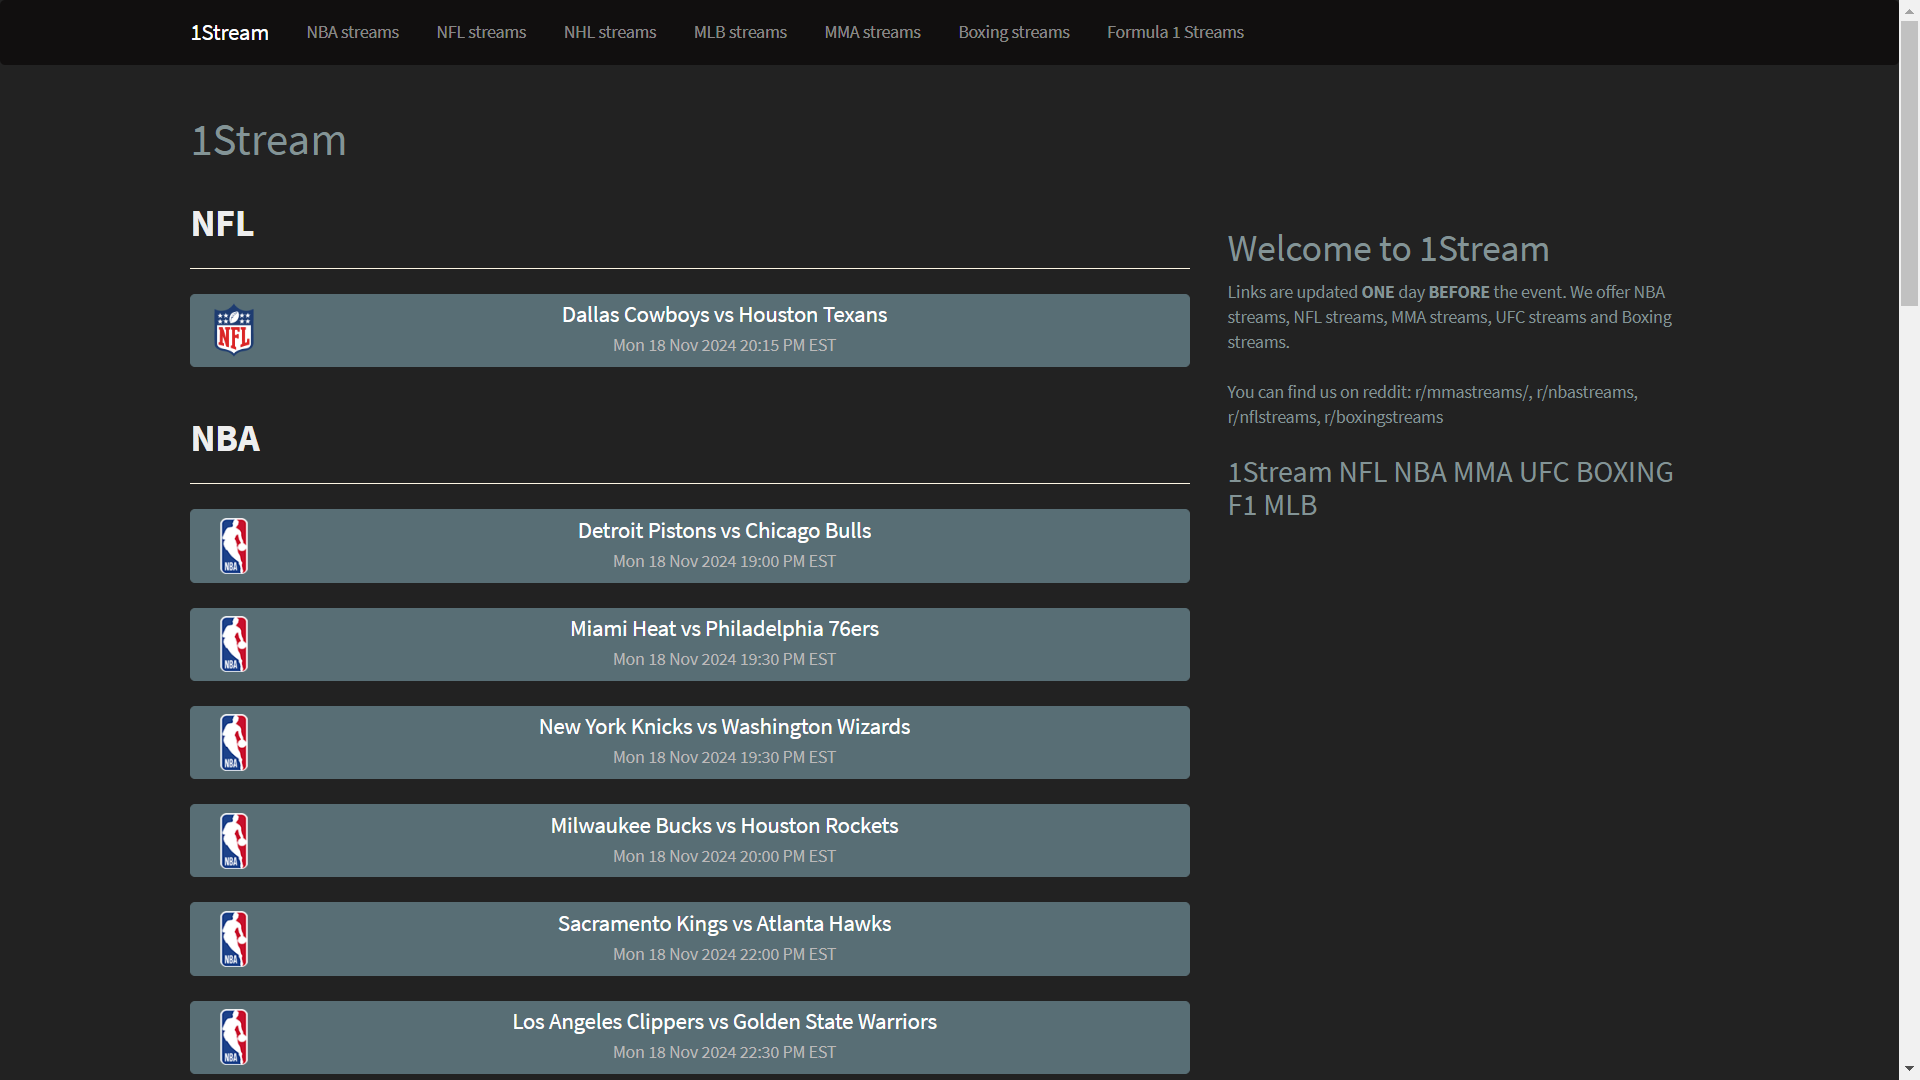 1Stream NBA streams NFL streams NHL streams MLB streams MMA streams Boxing streams Formula 1 Streams
1Stream
NFL
NFL
Dallas Cowboys vs Houston Texans
Mon 18 Nov 2024 20:15 PM EST
NBA
NBA
Detroit Pistons vs Chicago Bulls
Mon 18 Nov 2024 19:00 PM EST
NBA
Miami Heat vs Philadelphia 76ers
Mon 18 Nov 2024 19:30 PM EST
NBA
New York Knicks vs Washington Wizards
Mon 18 Nov 2024 19:30 PM EST
NBA
Milwaukee Bucks vs Houston Rockets
Mon 18 Nov 2024 20:00 PM EST
NBA
Sacramento Kings vs Atlanta Hawks
Mon 18 Nov 2024 22:00 PM EST
NBA
Los Angeles Clippers vs Golden State Warriors
Mon 18 Nov 2024 22:30 PM EST
Welcome to 1Stream
Links are updated ONE day BEFORE the event. We offer NBA
streams, NFL streams, MMA streams, UFC streams and Boxing
streams.
You can find us on reddit: r/mmastreams/, r/nbastreams,
r/nflstreams, r/boxingstreams
1Stream NFL NBA MMA UFC BOXING
F1 MLB